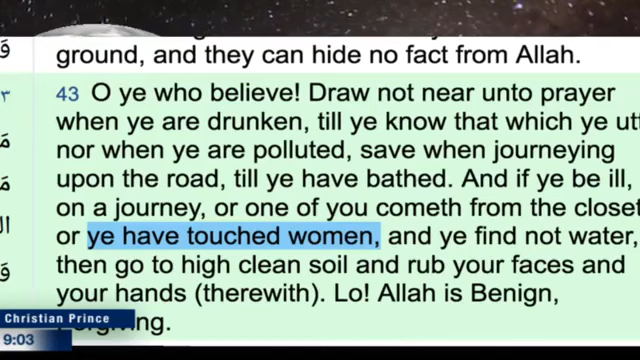 ground, and they can hide no fact from Allah.
43 O ye who believe! Draw not near unto prayer
when ye are drunken, till ye know that which ye
nor when ye are polluted, save when journeying
upon the road, till ye have bathed. And if ye be ill,
on a journey, or one of you cometh from the closet
or ye have touched women, and ye find not water,
then go to high clean soil and rub your faces and
your hands (therewith). Lo! Allah is Benign,
Christian Prince
9:03